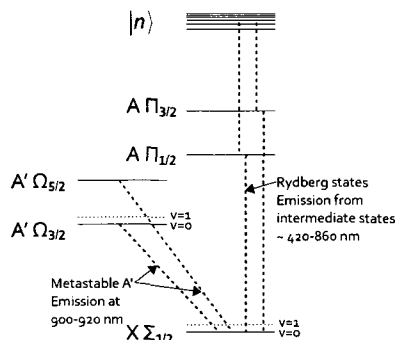 |n⟩
A Π3/2
A Π1/2
A' Ω5/2
A' Ω3/2
v=1
v=0
Rydberg states
Emission from
intermediate states
~ 420-860 nm
Metastable A'
Emission at
900-920 nm
X Σ1/2
v=1
v=0